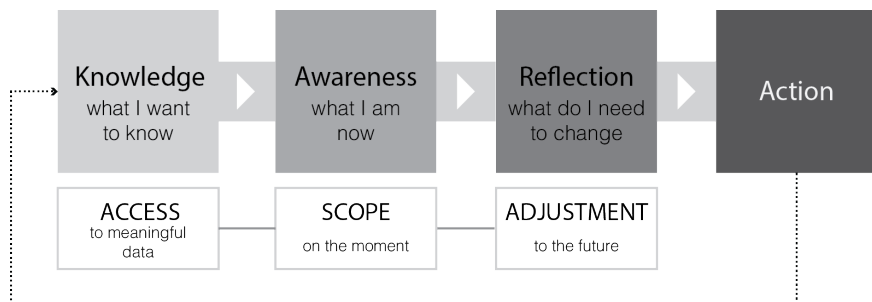 Knowledge
what I want
to know
Awareness
what I am
now
Reflection
what do I need
to change
Action
ACCESS
to meaningful
data
SCOPE
on the moment
ADJUSTMENT
to the future